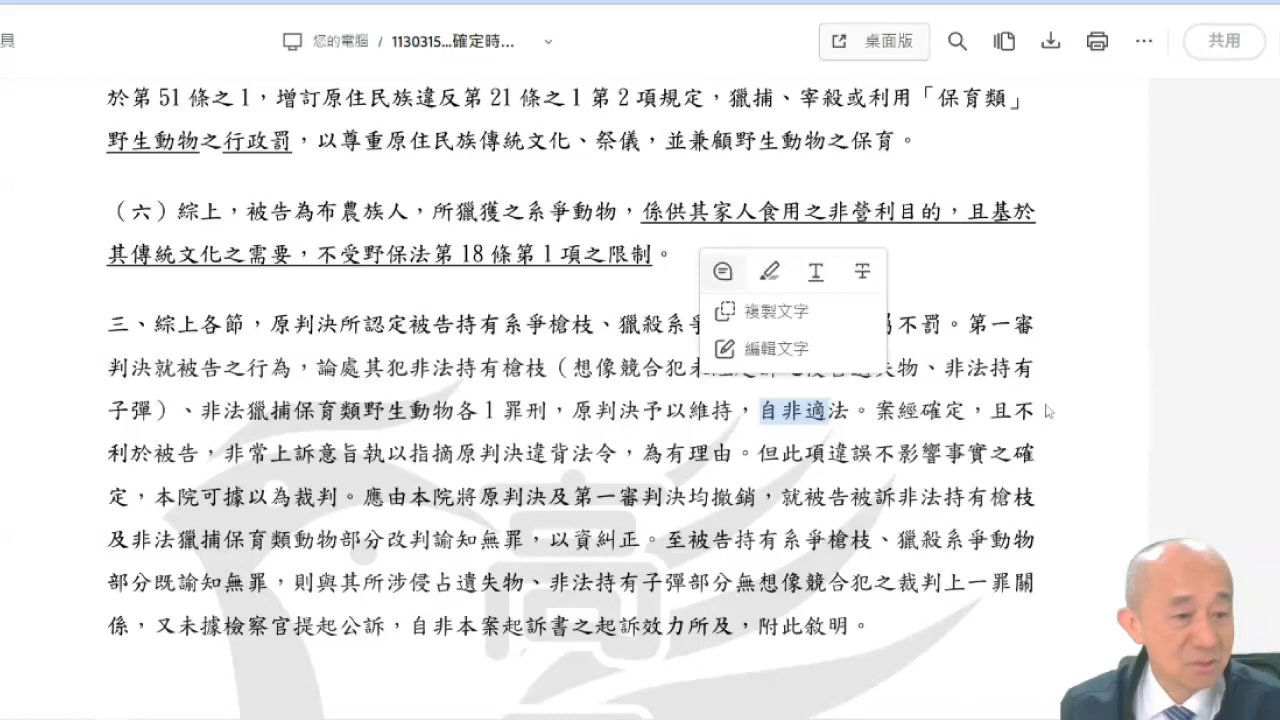 具
您的電腦 / 1130315...確定時...
桌面版
共用
於第 51 條之 1，增訂原住民族違反第 21 條之 1 第 2 項規定，獵捕、宰殺或利用「保育類」
野生動物之行政罰，以尊重原住民族傳統文化、祭儀，並兼顧野生動物之保育。
（六）綜上，被告為布農族人，所獵獲之系爭動物，係供其家人食用之非營利目的，且基於
其傳統文化之需要，不受野保法第 18 條第 1 項之限制。
三、綜上各節，原判決所認定被告持有系爭槍枝、獵殺系爭
不罰。第一審
複製文字
編輯文字
判決就被告之行為，論處其犯非法持有槍枝（想像競合犯
物、非法持有
子彈）、非法獵捕保育類野生動物各 1 罪刑，原判決予以維持，自非適法。案經確定，且不
利於被告，非常上訴意旨執以指摘原判決違背法令，為有理由。但此項違誤不影響事實之確
定，本院可據以為裁判。應由本院將原判決及第一審判決均撤銷，就被告被訴非法持有槍枝
及非法獵捕保育類動物部分改判諭知無罪，以資糾正。至被告持有系爭槍枝、獵殺系爭動物
部分既諭知無罪，則與其所涉侵占遺失物、非法持有子彈部分無想像競合犯之裁判上一罪關
係，又未據檢察官提起公訴，自非本案起訴書之起訴效力所及，附此敘明。